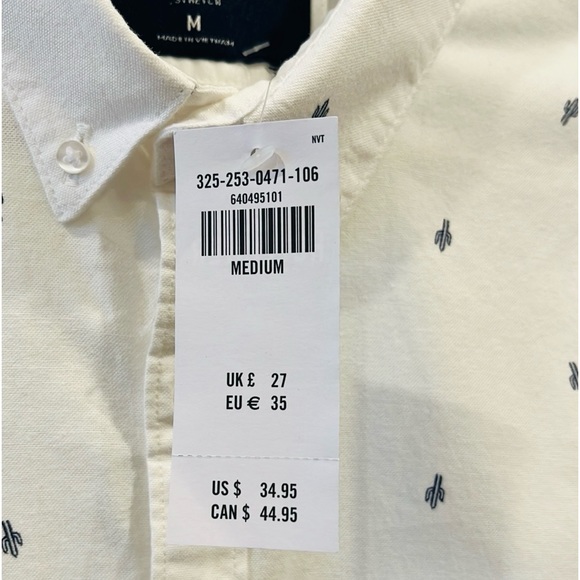 STRETCH
M
MADE IN VIETNAM
NVT
325-253-0471-106
640495101
MEDIUM
UK £ 27
EU € 35
US $ 34.95
CAN $ 44.95